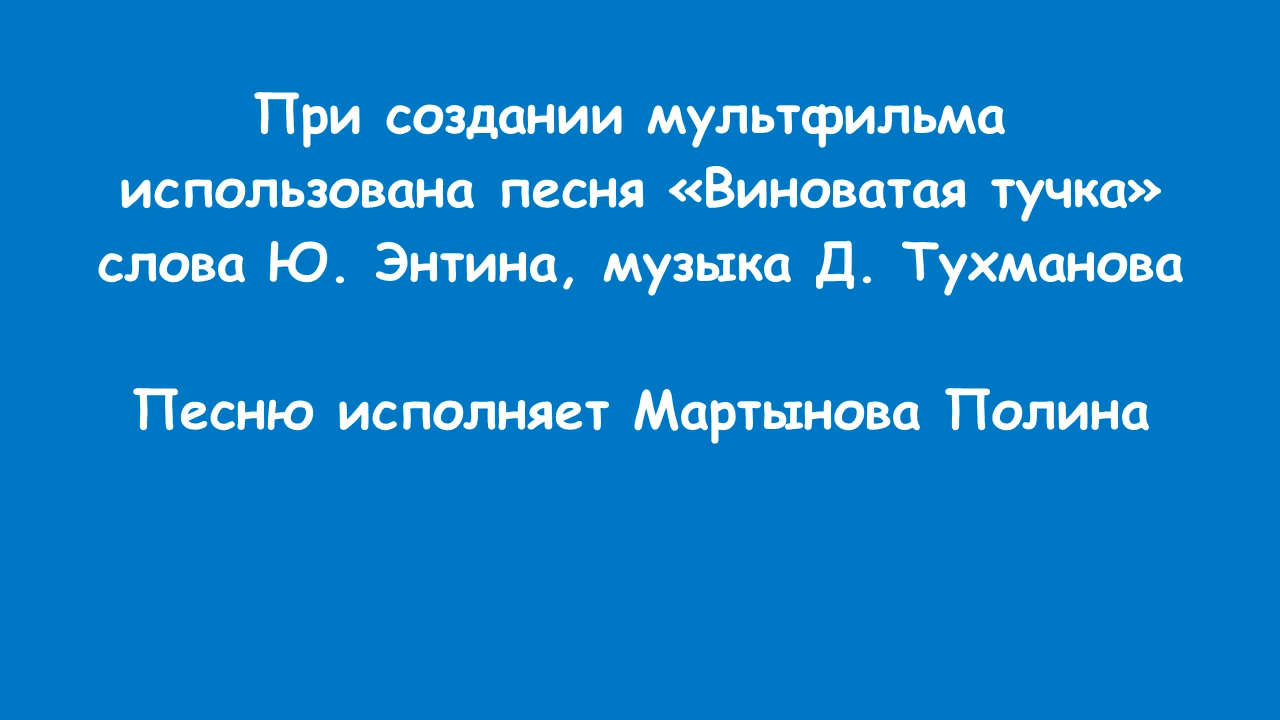 При создании мультфильма
использована песня «Виноватая тучка»
слова Ю. Энтина, музыка Д. Тухманова
Песню исполняет Мартынова Полина